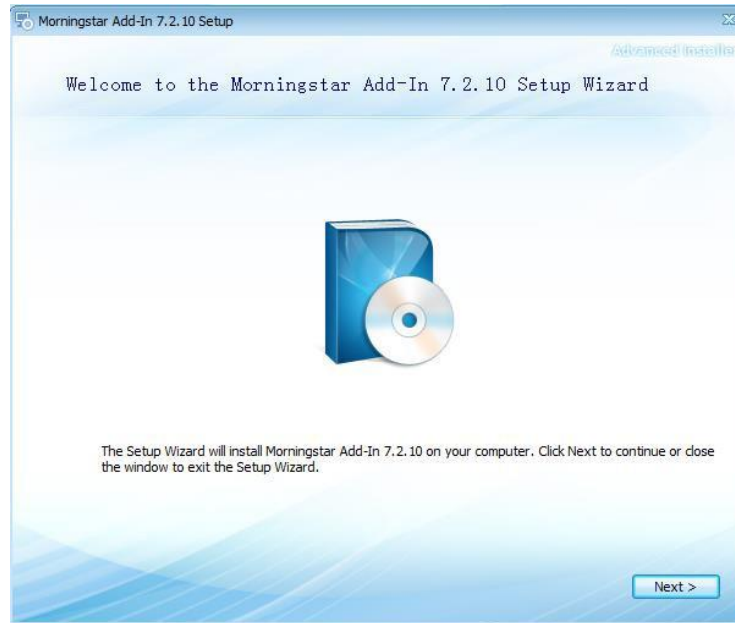 Morningstar Add-In 7.2.10 Setup
Advanced Installer
Welcome to the Morningstar Add-In 7.2.10 Setup Wizard
The Setup Wizard will install Morningstar Add-In 7.2.10 on your computer. Click Next to continue or close
the window to exit the Setup Wizard.
Next >